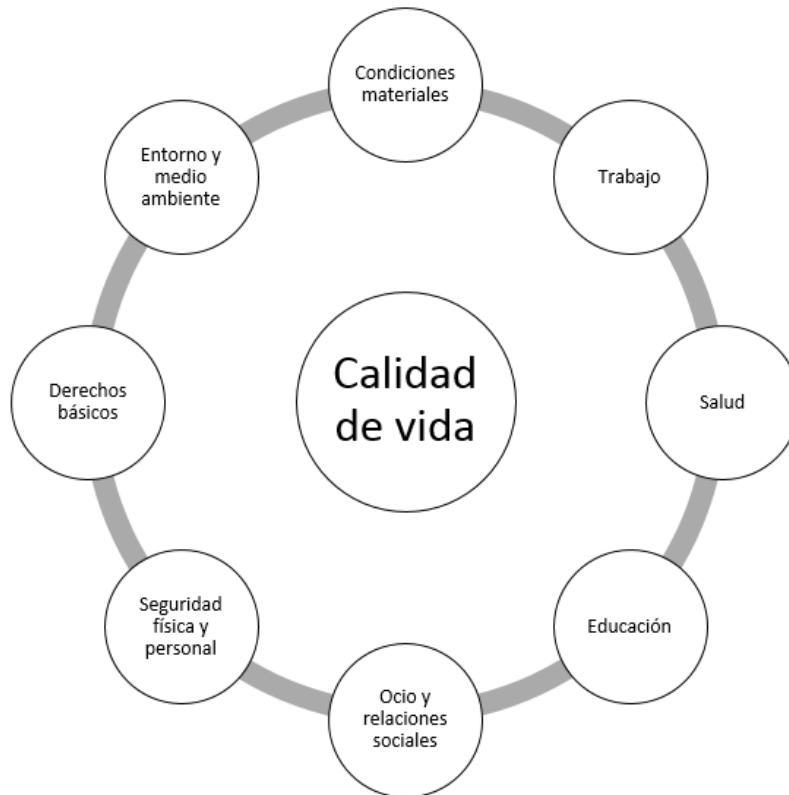 Condiciones
materiales
Trabajo
Salud
Educación
Ocio y
relaciones
sociales
Seguridad
física y
personal
Derechos
básicos
Entorno y
medio
ambiente
Calidad
de vida